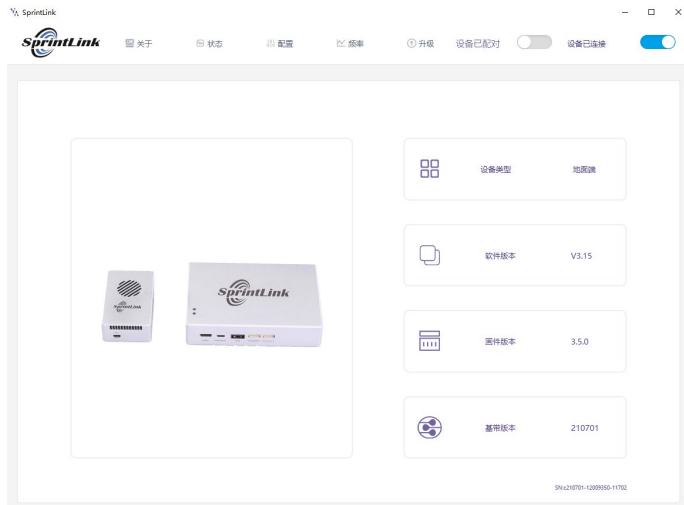 SprintLink
SprintLink 关于 状态 配置 频率 升级 设备已配对 设备已连接
设备类型 地面端
软件版本 V3.15
SprintLink
SprintLink
固件版本 3.5.0
基带版本 210701
SN:c210701-12009350-11702